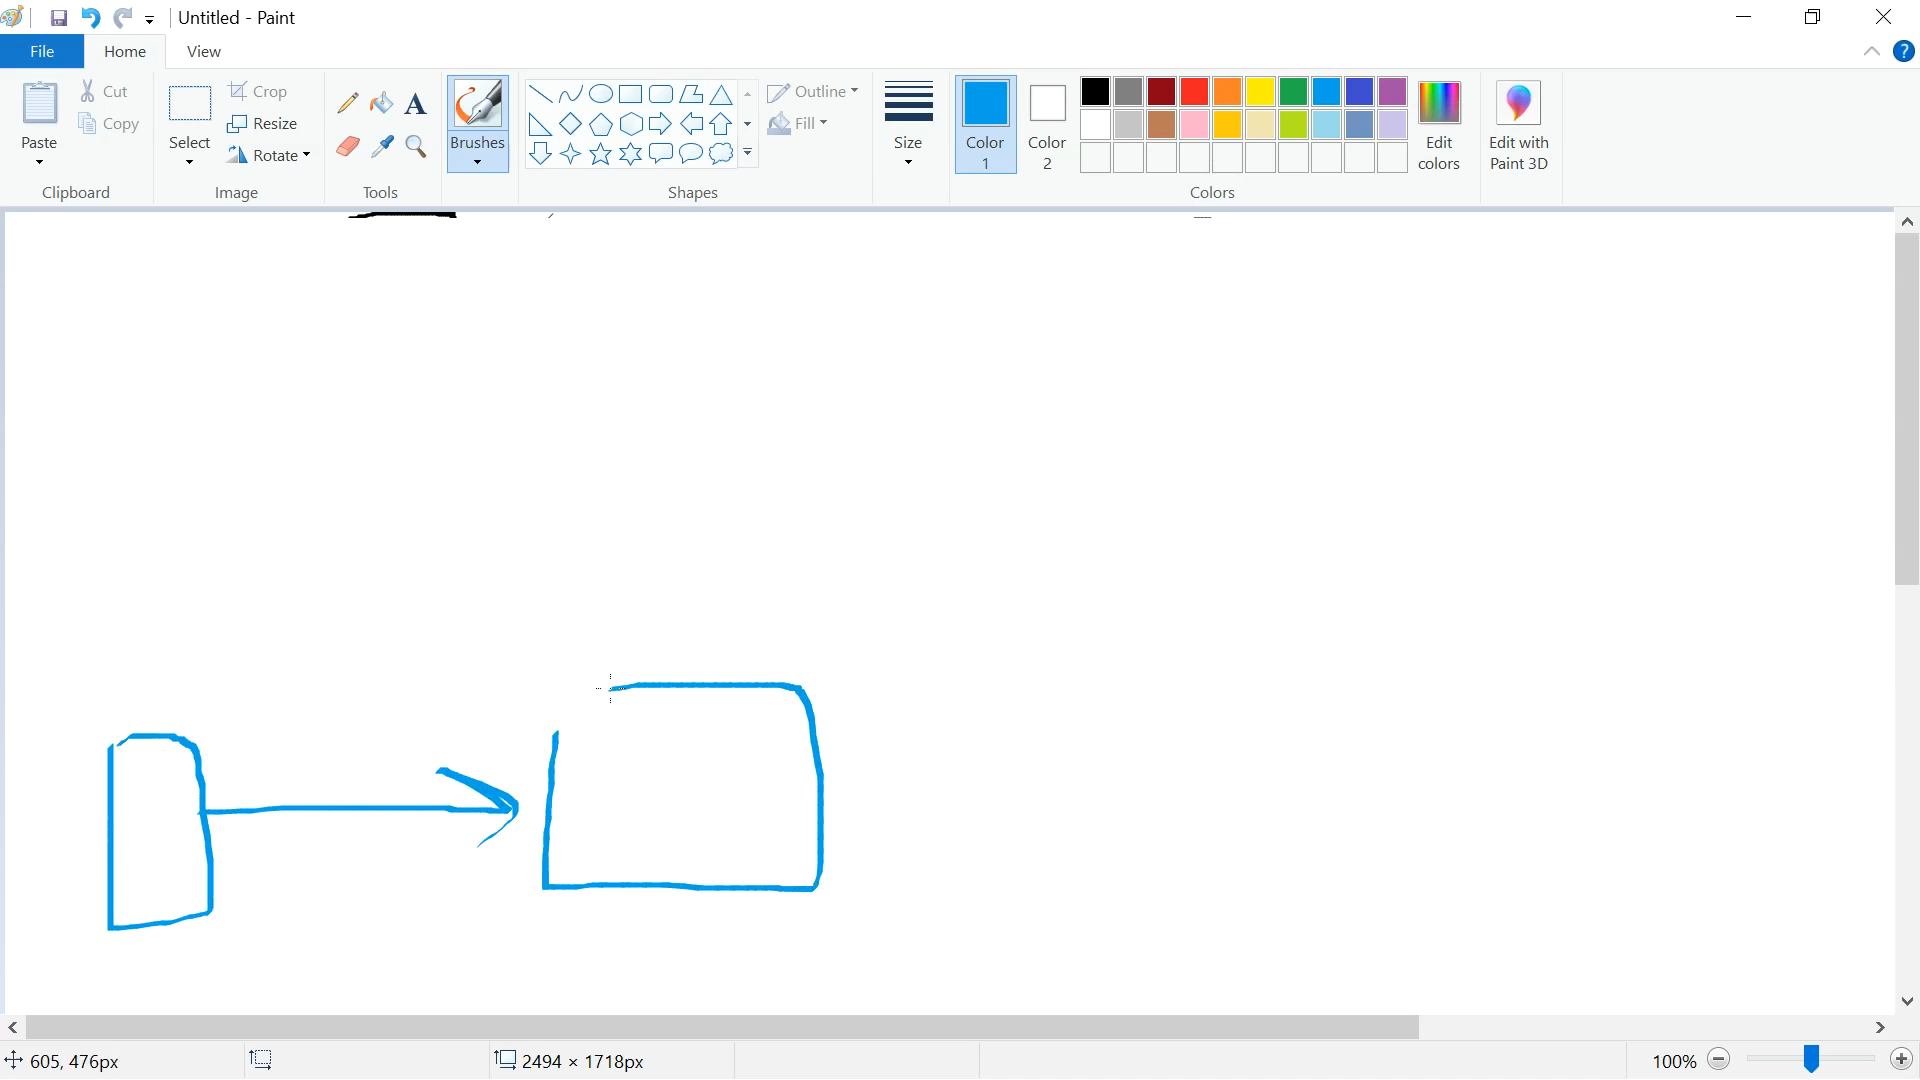 Untitled - Paint
File Home View ?
Paste
Cut
Copy
Clipboard
Select
Crop
Resize
Rotate
Image
A
Tools
Brushes
Shapes
Outline
Fill
Size
Color
1
Color
2
Colors
Edit
colors
Edit with
Paint 3D
605, 476px
2494 × 1718px
100%